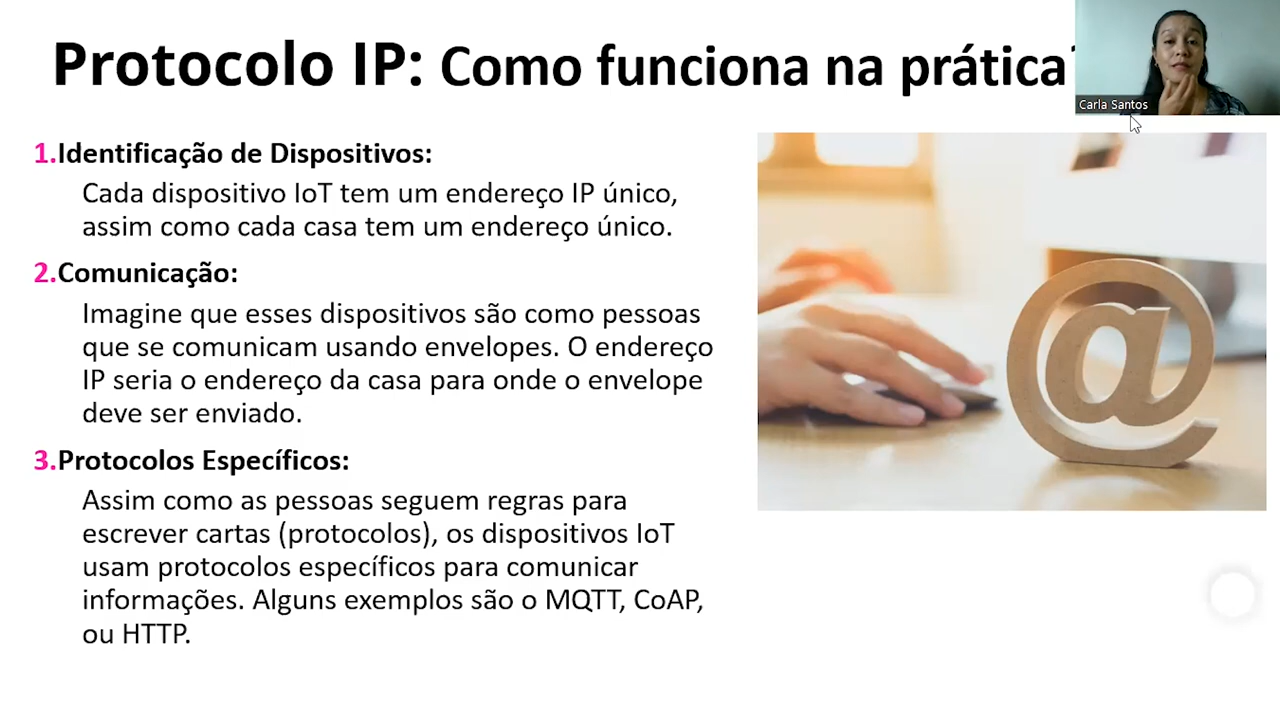 Protocolo IP: Como funciona na prática?
Carla Santos
1.Identificação de Dispositivos:
Cada dispositivo IoT tem um endereço IP único,
assim como cada casa tem um endereço único.
2.Comunicação:
Imagine que esses dispositivos são como pessoas
que se comunicam usando envelopes. O endereço
IP seria o endereço da casa para onde o envelope
deve ser enviado.
3.Protocolos Específicos:
Assim como as pessoas seguem regras para
escrever cartas (protocolos), os dispositivos IoT
usam protocolos específicos para comunicar
informações. Alguns exemplos são o MQTT, CoAP,
ou HTTP.
@